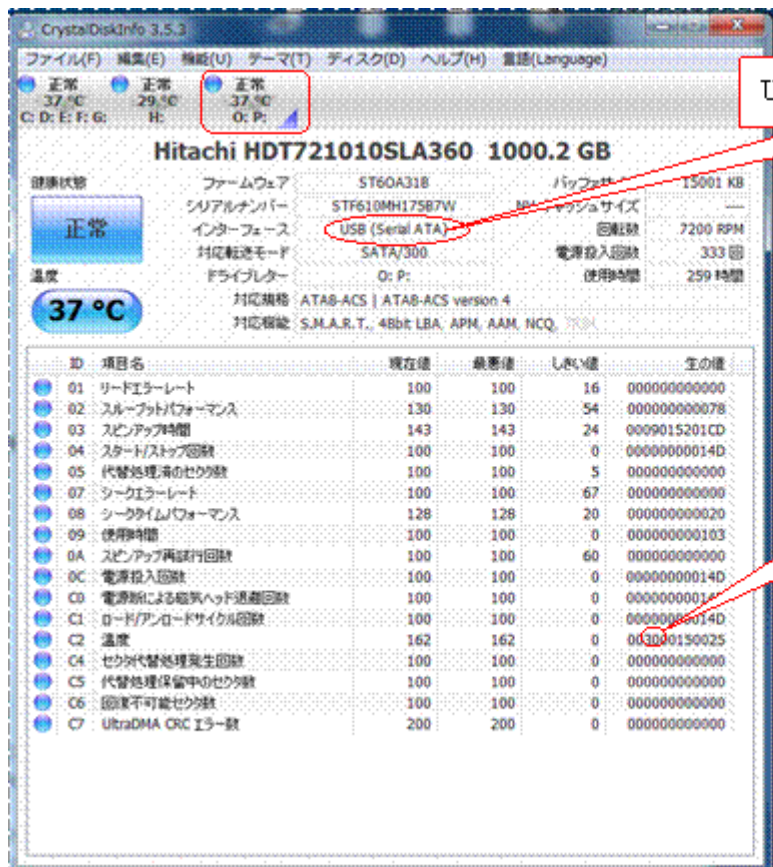 CrystalDiskInfo 3.5.3
ファイル(F) 編集(E) 機能(U) テーマ(T) ディスク(D) ヘルプ(H) 言語(Language)
正常 正常 正常
37 °C 29 °C 37 °C
C: D: E: F: G: H: O: P:
Hitachi HDT721010SLA360 1000.2 GB
健康状態 ファームウェア ST6OA31B バッファサイ 15001 KB
シリアルナンバー STF610MH17587W キャッシュサイズ ----
正常 インターフェース USB (Serial ATA) 回転数 7200 RPM
対応転送モード SATA/300 電源投入回数 333 回
温度 ドライブレター O: P: 使用時間 259 時間
37 °C 対応規格 ATA8-ACS | ATA8-ACS version 4
対応機能 S.M.A.R.T., 48bit LBA, APM, AAM, NCQ,
ID 項目名 現在値 最悪値 しきい値 生の値
01 リードエラーレート 100 100 16 000000000000
02 スループットパフォーマンス 130 130 54 000000000078
03 スピンアップ時間 143 143 24 0009015201CD
04 スタート/ストップ回数 100 100 0 00000000014D
05 代替処理済のセクタ数 100 100 5 000000000000
07 シークエラーレート 100 100 67 000000000000
08 シークタイムパフォーマンス 128 128 20 000000000020
09 使用時間 100 100 0 000000000103
0A スピンアップ再試行回数 100 100 60 000000000000
0C 電源投入回数 100 100 0 00000000014D
C0 電源断による磁気ヘッド退避回数 100 100 0
C1 ロード/アンロードサイクル回数 100 100 0 00000000014D
C2 温度 162 162 0 003000150025
C4 セクタ代替処理発生回数 100 100 0 000000000000
C5 代替処理保留中のセクタ数 100 100 0 000000000000
C6 回復不可能セクタ数 100 100 0 000000000000
C7 UltraDMA CRC エラー数 200 200 0 000000000000